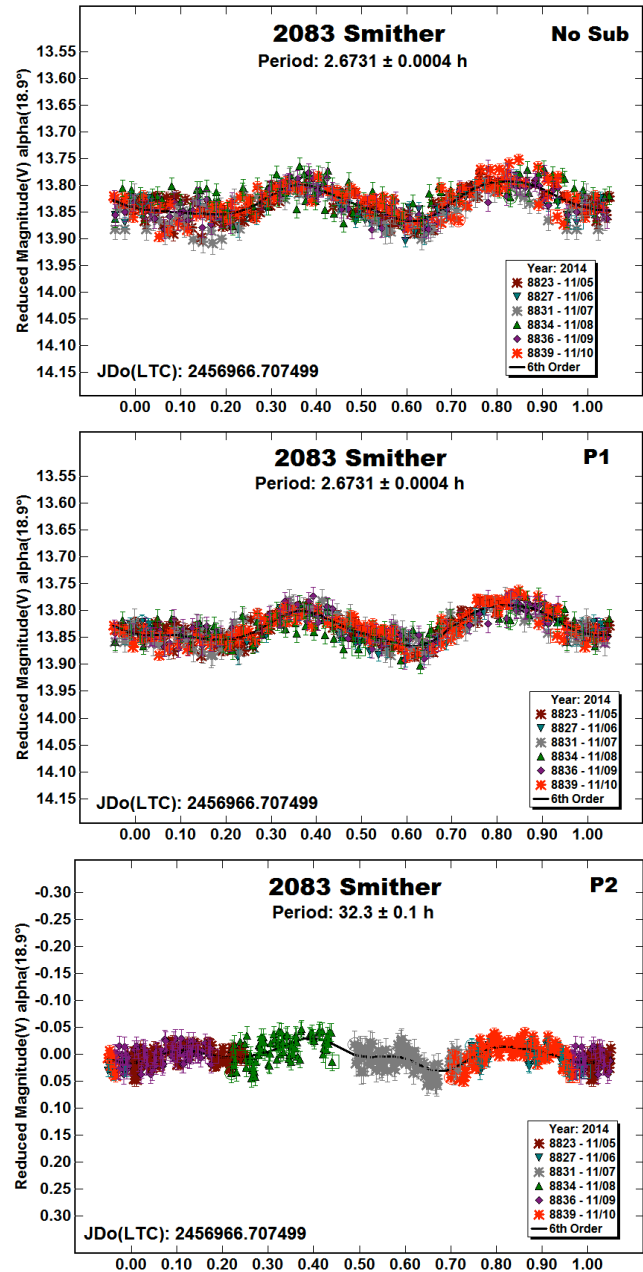 2083 Smither
No Sub
Period: 2.6731 ± 0.0004 h
Reduced Magnitude(V) alpha(18.9°)
13.55
13.60
13.65
13.70
13.75
13.80
13.85
13.90
13.95
14.00
14.05
14.10
14.15
Year: 2014
8823 - 11/05
8827 - 11/06
8831 - 11/07
8834 - 11/08
8836 - 11/09
8839 - 11/10
6th Order
JDo(LTC): 2456966.707499
0.00 0.10 0.20 0.30 0.40 0.50 0.60 0.70 0.80 0.90 1.00
2083 Smither
P1
Period: 2.6731 ± 0.0004 h
Reduced Magnitude(V) alpha(18.9°)
13.55
13.60
13.65
13.70
13.75
13.80
13.85
13.90
13.95
14.00
14.05
14.10
14.15
Year: 2014
8823 - 11/05
8827 - 11/06
8831 - 11/07
8834 - 11/08
8836 - 11/09
8839 - 11/10
6th Order
JDo(LTC): 2456966.707499
0.00 0.10 0.20 0.30 0.40 0.50 0.60 0.70 0.80 0.90 1.00
2083 Smither
P2
Period: 32.3 ± 0.1 h
Reduced Magnitude(V) alpha(18.9°)
-0.30
-0.25
-0.20
-0.15
-0.10
-0.05
0.00
0.05
0.10
0.15
0.20
0.25
0.30
Year: 2014
8823 - 11/05
8827 - 11/06
8831 - 11/07
8834 - 11/08
8836 - 11/09
8839 - 11/10
6th Order
JDo(LTC): 2456966.707499
0.00 0.10 0.20 0.30 0.40 0.50 0.60 0.70 0.80 0.90 1.00